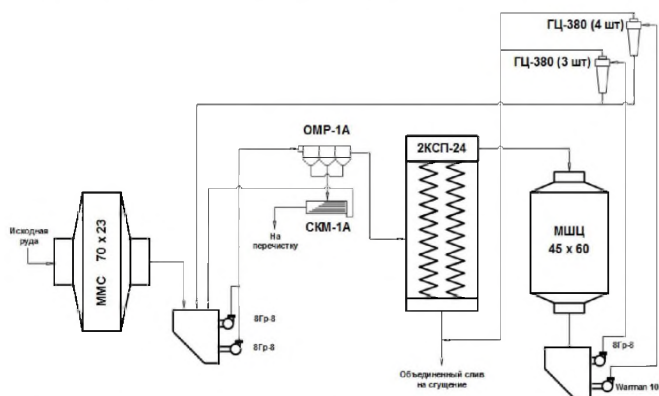 ГЦ-380 (4 шт)
ГЦ-380 (3 шт)
ОМР-1А
2КСП-24
Исходная
руда
ММС 70 x 23
На
перечистку
СКМ-1А
МШЦ
45 x 60
8Гр-8
8Гр-8
Объединенный слив
на сгущение
8Гр-8
Warman 10